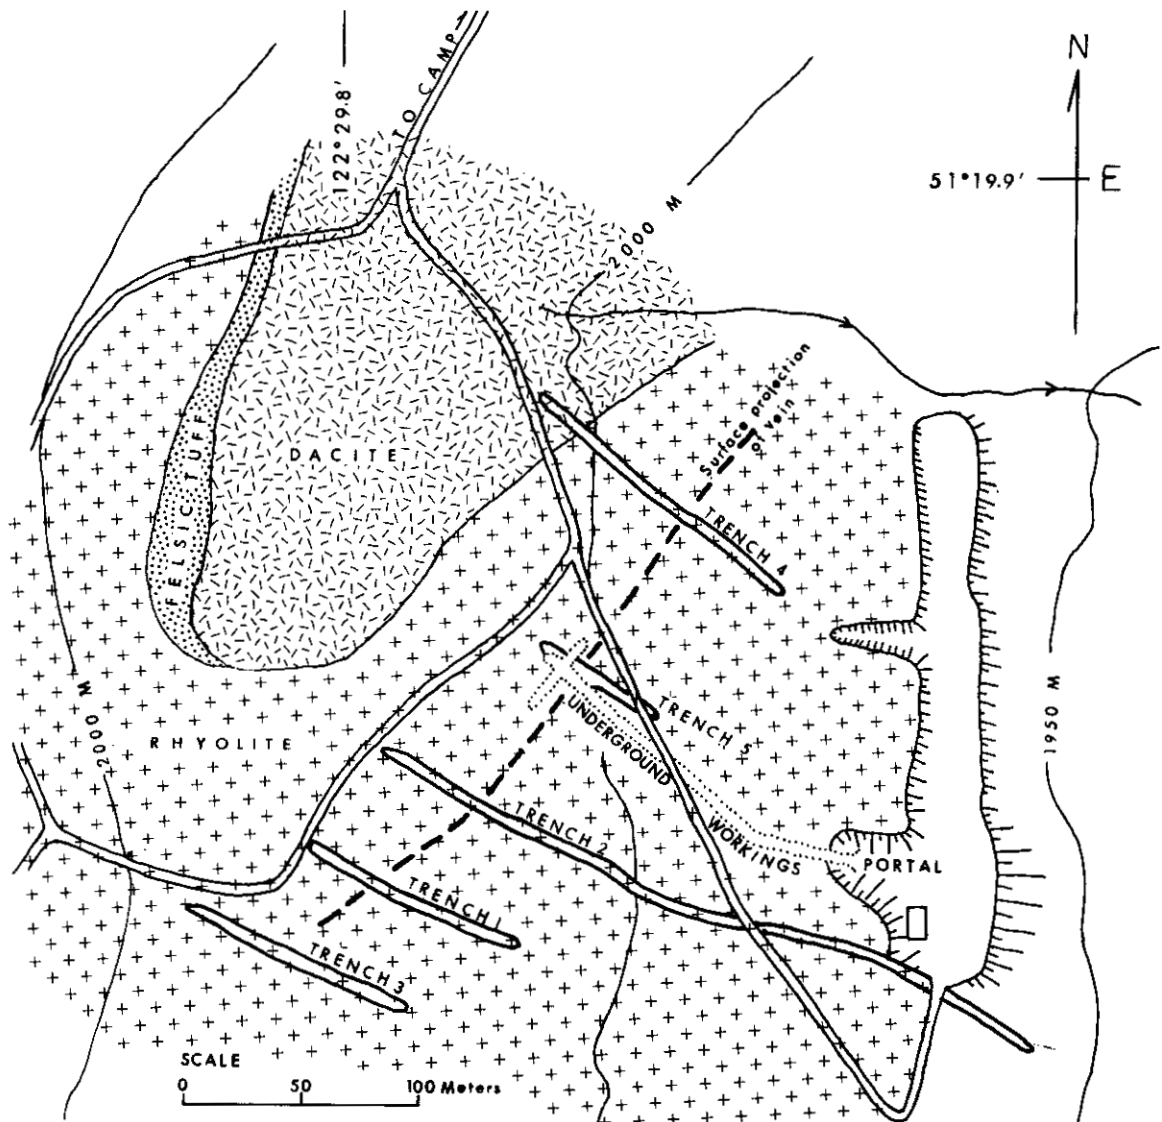 N
TO CAMP
122° 29.8'
51°19.9'
E
2000 M
Surface projection
of vein
DACITE
FELSIC TUFF
TRENCH 4
2000 M
RHYOLITE
TRENCH 5
UNDERGROUND
WORKINGS
1950 M
TRENCH 2
PORTAL
TRENCH 1
TRENCH 3
SCALE
0 50 100 Meters